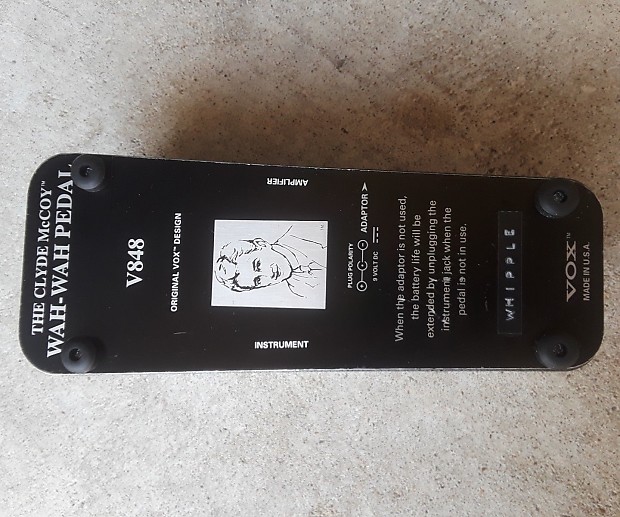 THE CLYDE McCOY™
WAH-WAH PEDAL
V848
ORIGINAL VOX™ DESIGN
AMPLIFIER
INSTRUMENT
PLUG POLARITY
9 VOLT DC
ADAPTOR
When the adaptor is not used,
the battery life will be
extended by unplugging the
instrument jack when the
pedal is not in use.
WHIPPLE
VOX™
MADE IN U.S.A.